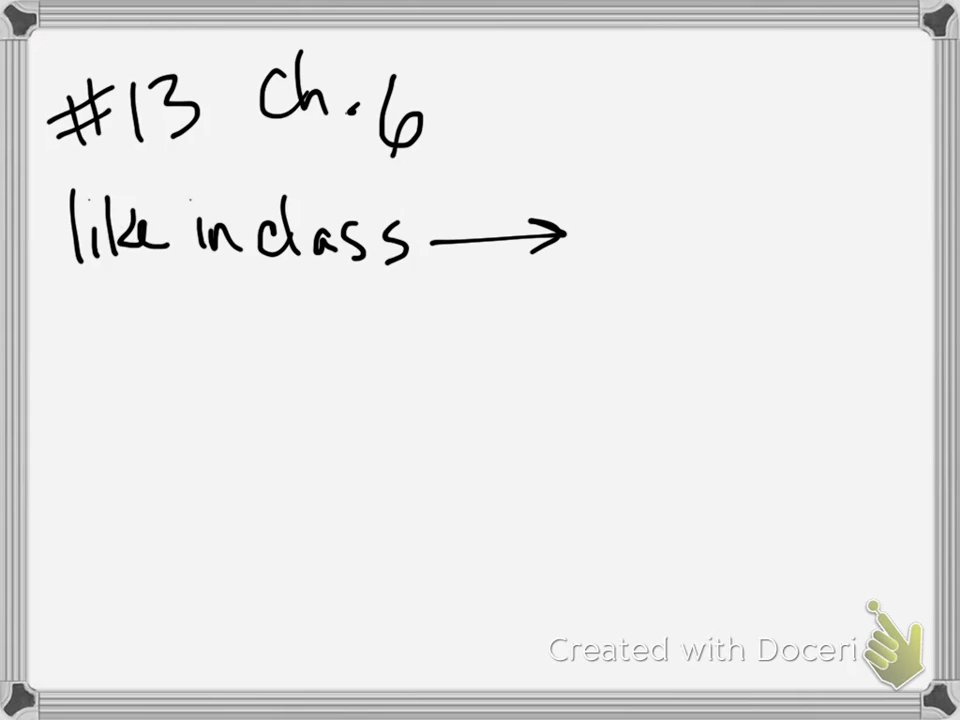 #13 Ch. 6
like in class →
Created with Doceri